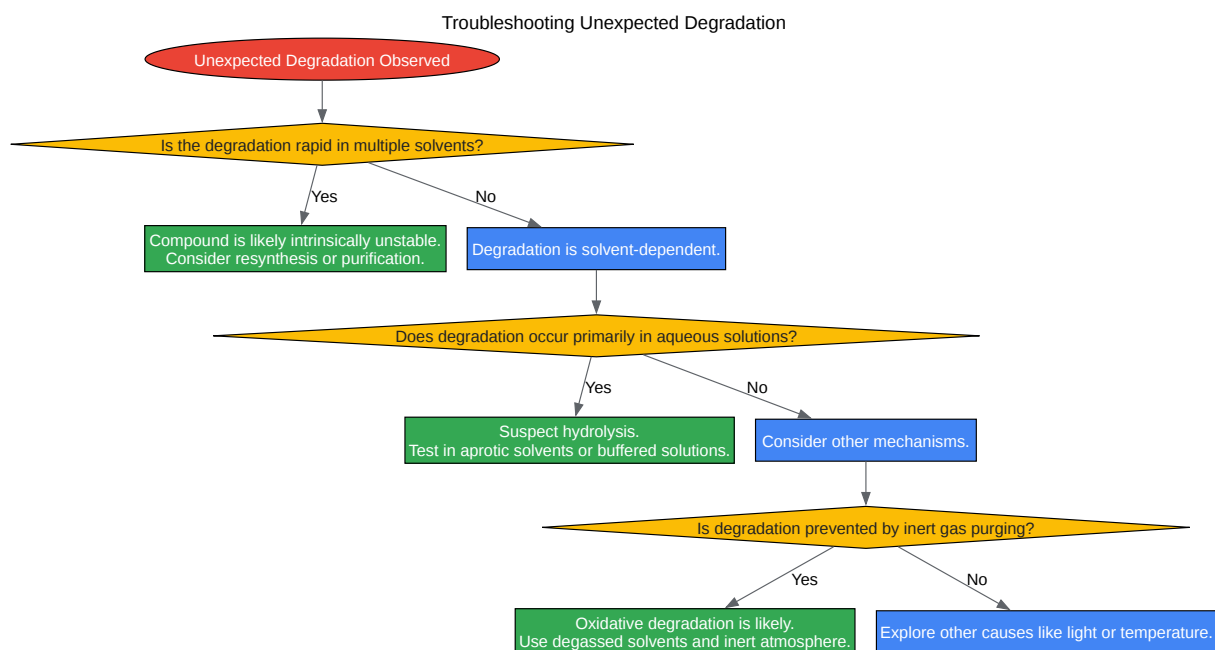 Troubleshooting Unexpected Degradation
Unexpected Degradation Observed
Is the degradation rapid in multiple solvents?
Yes
No
Compound is likely intrinsically unstable.
Consider resynthesis or purification.
Degradation is solvent-dependent.
Does degradation occur primarily in aqueous solutions?
Yes
No
Suspect hydrolysis.
Test in aprotic solvents or buffered solutions.
Consider other mechanisms.
Is degradation prevented by inert gas purging?
Yes
No
Oxidative degradation is likely.
Use degassed solvents and inert atmosphere.
Explore other causes like light or temperature.